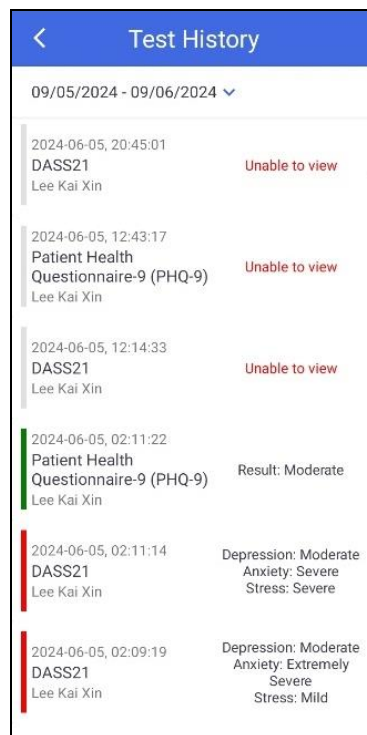 Test History
09/05/2024 - 09/06/2024
2024-06-05, 20:45:01
DASS21
Lee Kai Xin
Unable to view
2024-06-05, 12:43:17
Patient Health
Questionnaire-9 (PHQ-9)
Lee Kai Xin
Unable to view
2024-06-05, 12:14:33
DASS21
Lee Kai Xin
Unable to view
2024-06-05, 02:11:22
Patient Health
Questionnaire-9 (PHQ-9)
Lee Kai Xin
Result: Moderate
2024-06-05, 02:11:14
DASS21
Lee Kai Xin
Depression: Moderate
Anxiety: Severe
Stress: Severe
2024-06-05, 02:09:19
DASS21
Lee Kai Xin
Depression: Moderate
Anxiety: Extremely
Severe
Stress: Mild